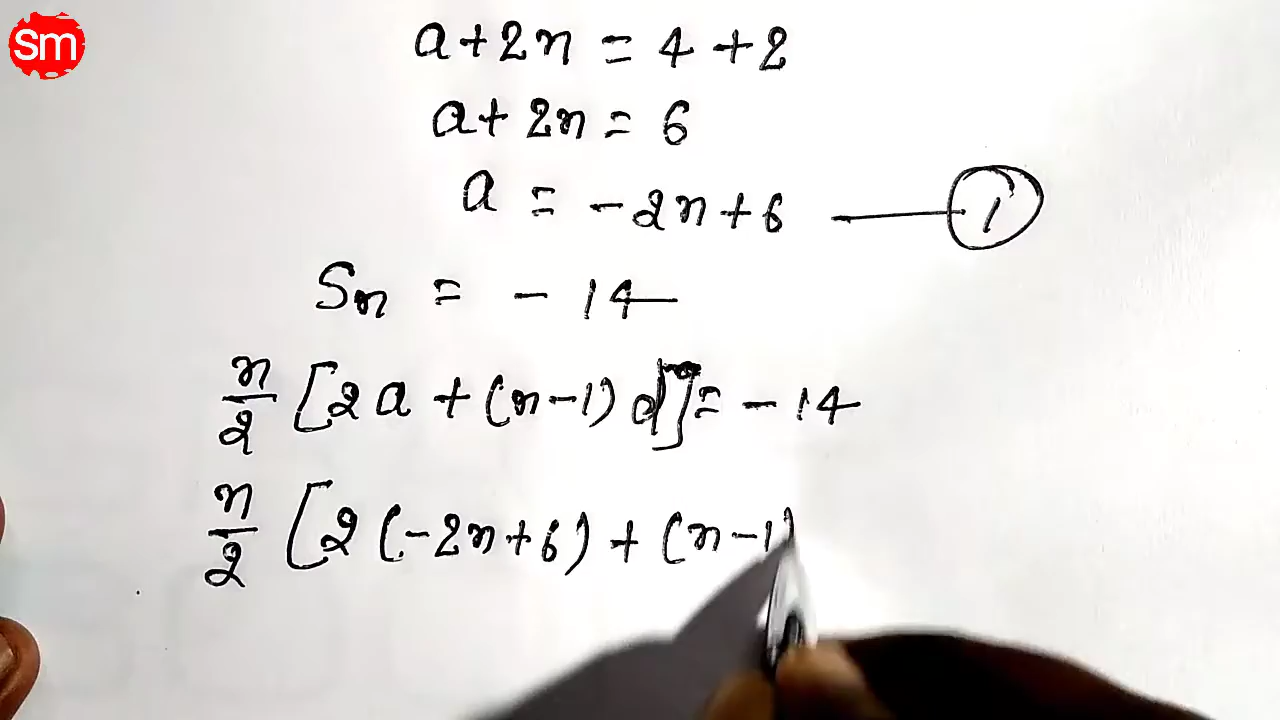 Sm
a+2n = 4+2
a+2n = 6
a = -2n+6 — 1
Sn = -14
n/2 [2a+(n-1)d] = -14
n/2 [2(-2n+6)+(n-1)